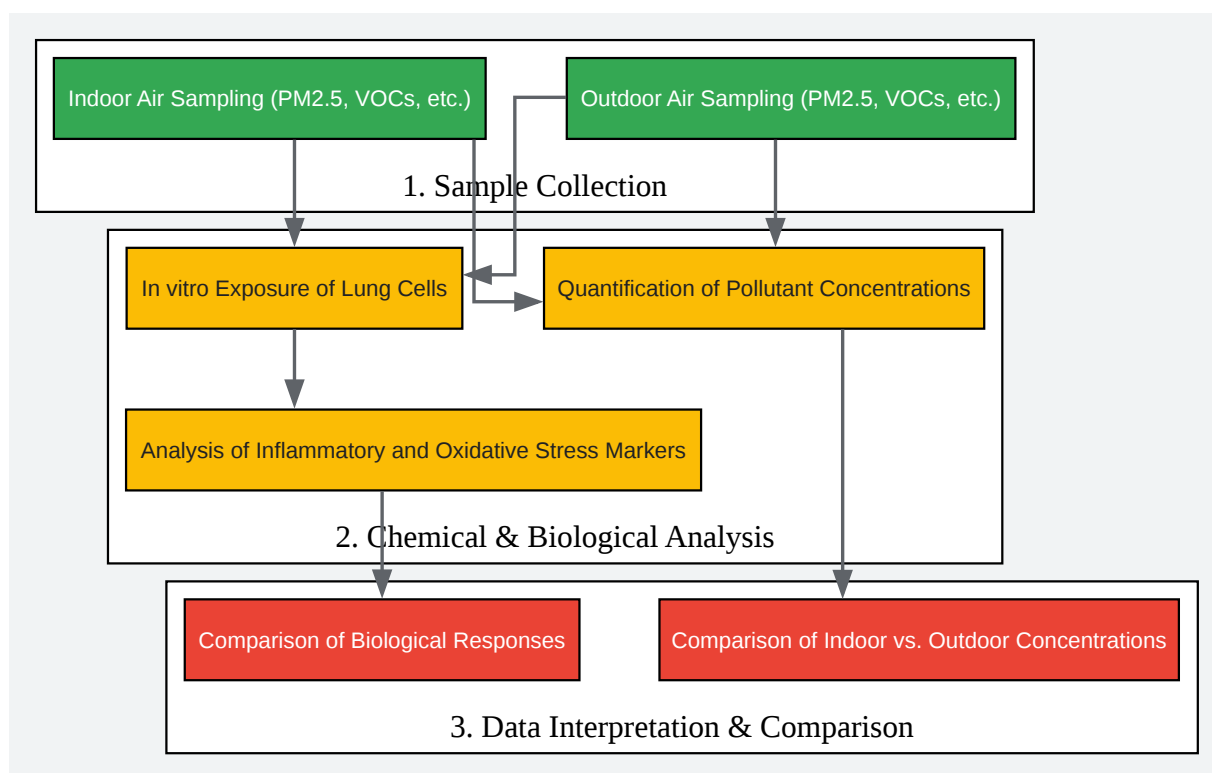 Indoor Air Sampling (PM2.5, VOCs, etc.)
Outdoor Air Sampling (PM2.5, VOCs, etc.)
1. Sample Collection
In vitro Exposure of Lung Cells
Quantification of Pollutant Concentrations
Analysis of Inflammatory and Oxidative Stress Markers
2. Chemical & Biological Analysis
Comparison of Biological Responses
Comparison of Indoor vs. Outdoor Concentrations
3. Data Interpretation & Comparison